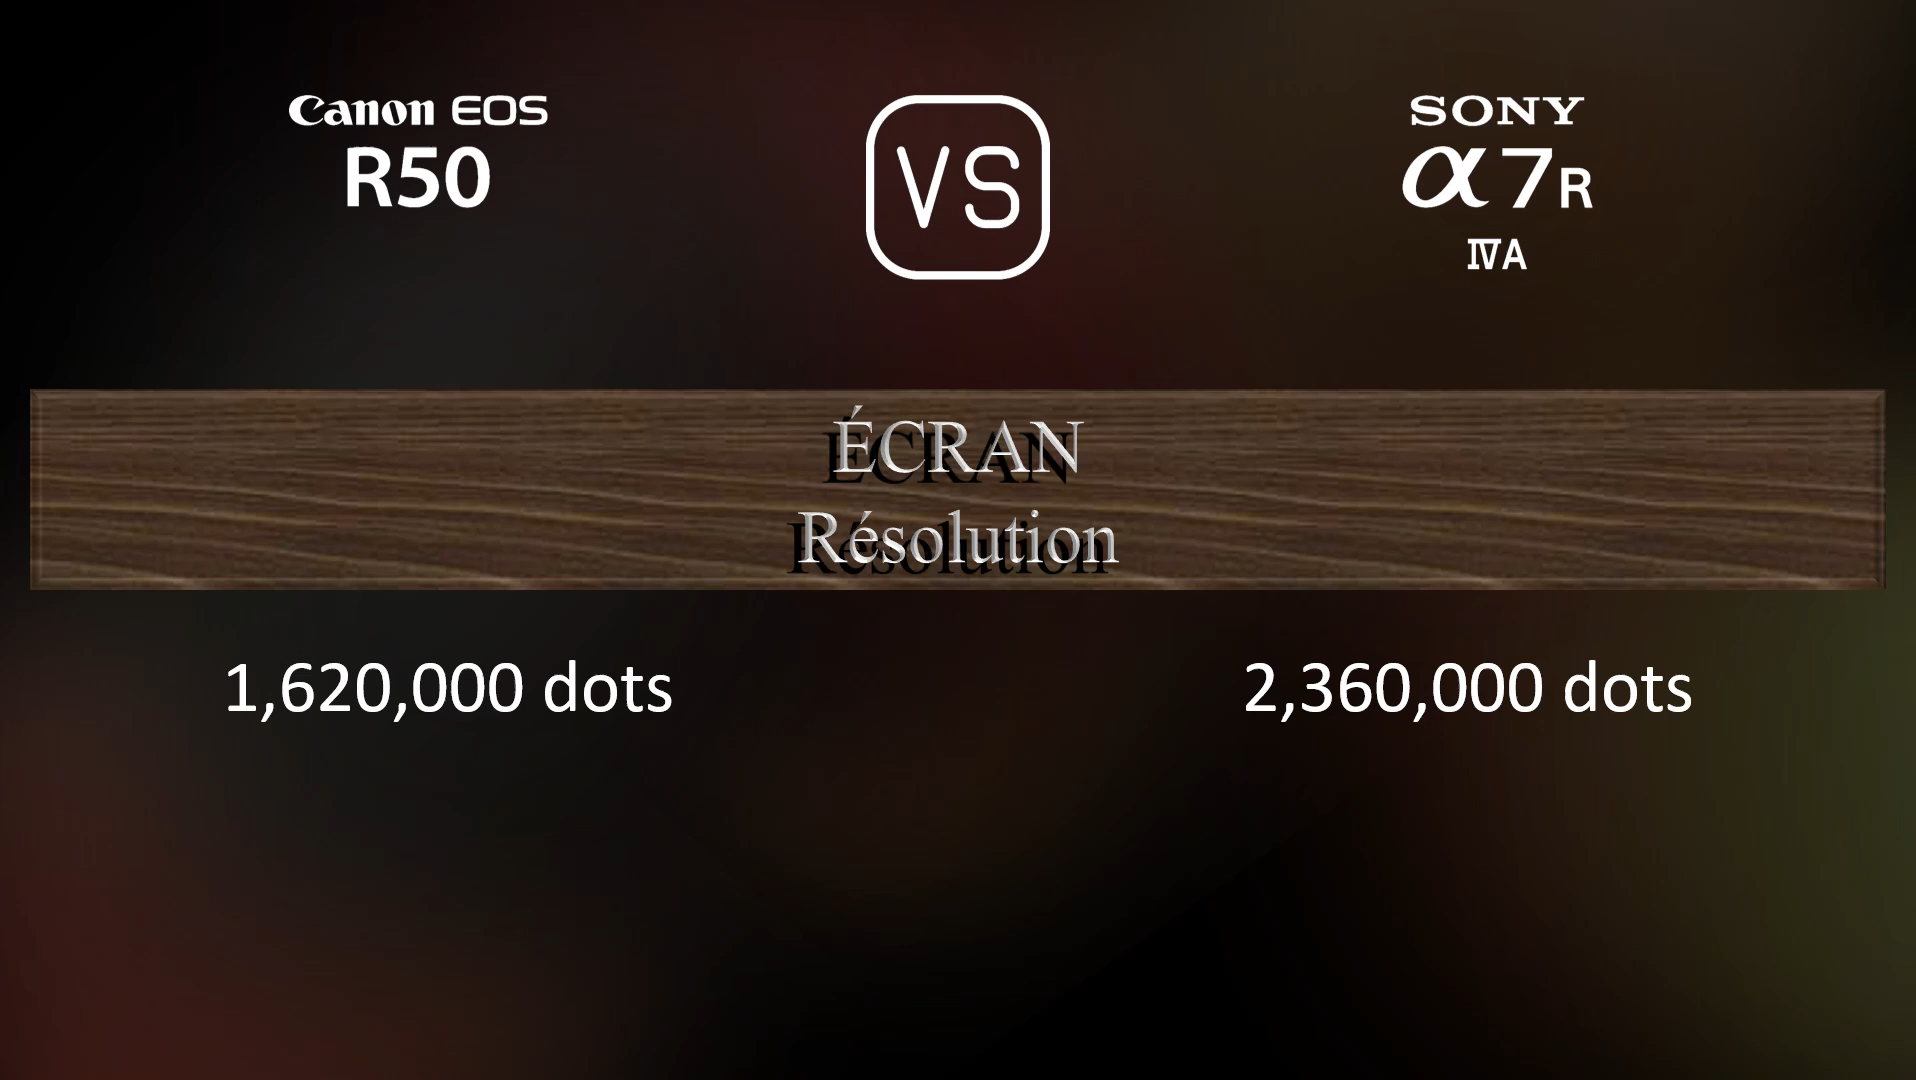 Canon EOS
R50
VS
SONY
α7R
IVA
ÉCRAN
Résolution
1,620,000 dots
2,360,000 dots